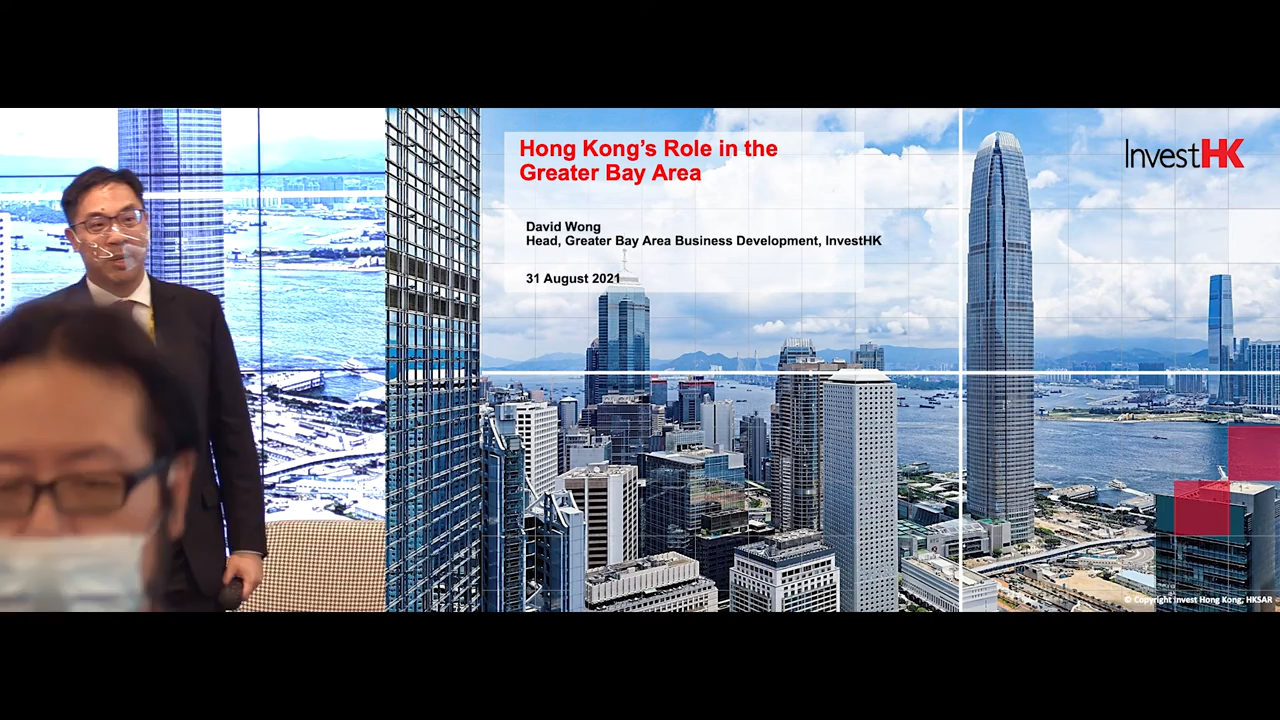 Hong Kong's Role in the
Greater Bay Area
InvestHK
David Wong
Head, Greater Bay Area Business Development, InvestHK
31 August 2021
© Copyright Invest Hong Kong, HKSAR